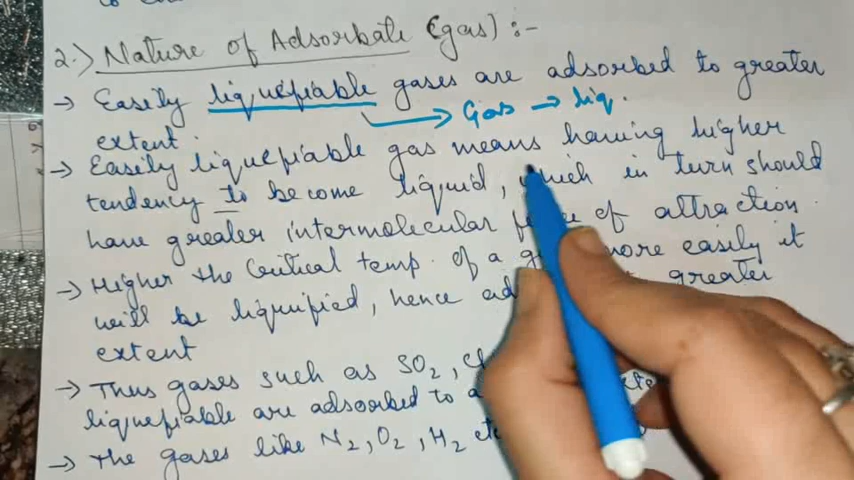 2.) Nature of Adsorbate (gas) :-
→ Easily liquefiable gases are adsorbed to greater
extent.
→ Gas → liq.
→ Easily liquefiable gas means having higher
tendency to become liquid, which in turn should
have greater intermolecular of attraction.
→ Higher the Critical temp. of a more easily it
will be liquified, hence greater
extent
→ Thus gases such as SO2,
liquefiable are adsorbed to a
→ The gases like N2, O2, H2 etc